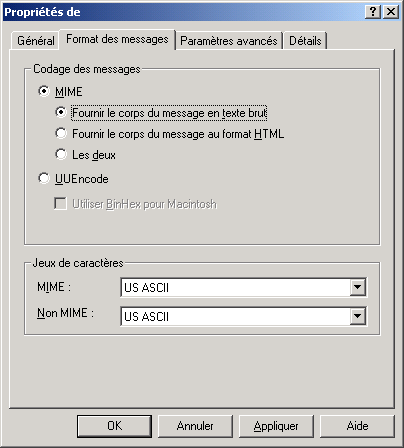 Propriétés de
Général Format des messages Paramètres avancés Détails
Codage des messages
MIME
Fournir le corps du message en texte brut
Fournir le corps du message au format HTML
Les deux
UUEncode
Utiliser BinHex pour Macintosh
Jeux de caractères
MIME : US ASCII
Non MIME : US ASCII
OK Annuler Appliquer Aide